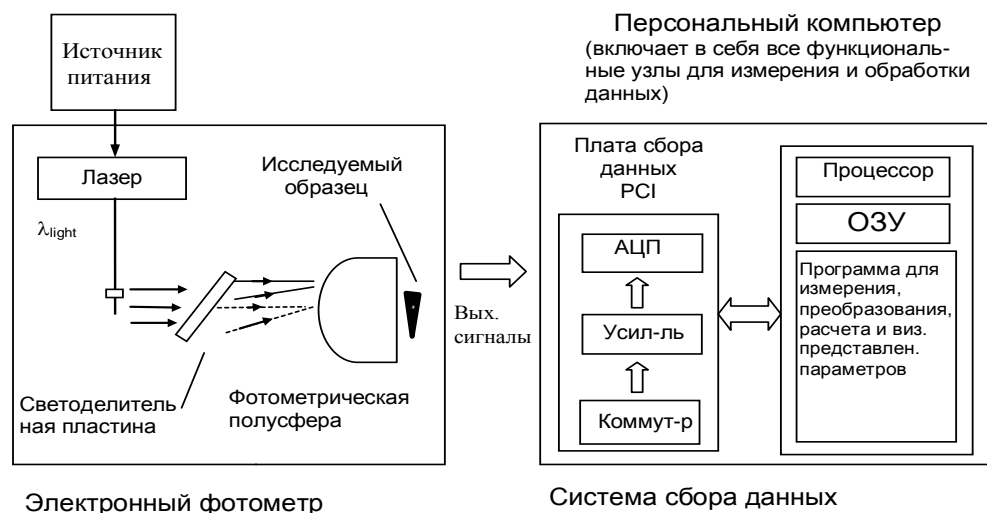 Источник
питания
Лазер
λlight
Исследуемый
образец
Светоделитель
ная пластина
Фотометрическая
полусфера
Электронный фотометр
Вых.
сигналы
Персональный компьютер
(включает в себя все функциональ-
ные узлы для измерения и обработки
данных)
Плата сбора
данных
PCI
АЦП
Усил-ль
Коммут-р
Процессор
ОЗУ
Программа для
измерения,
преобразования,
расчета и виз.
представлен.
параметров
Система сбора данных